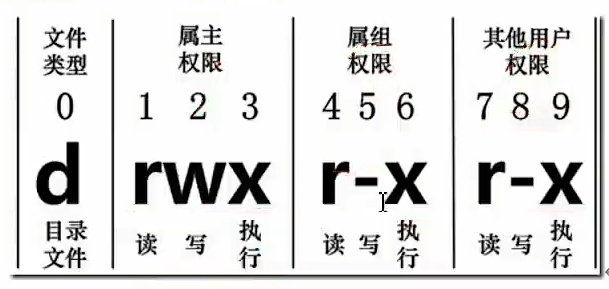 文件 属主 属组 其他用户
类型 权限 权限 权限
0 1 2 3 4 5 6 7 8 9
d rwx r-x r-x
目录 读 写 执 读 写 执 读 写 执
文件 行 行 行